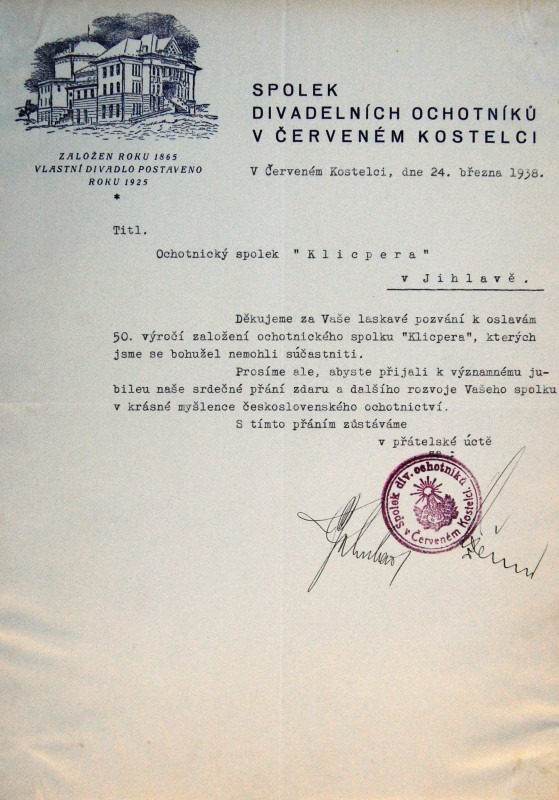 SPOLEK
DIVADELNÍCH OCHOTNÍKŮ
V ČERVENÉM KOSTELCI
ZALOŽEN ROKU 1865
VLASTNÍ DIVADLO POSTAVENO
ROKU 1925
*
V Červeném Kostelci, dne 24. března 1938.
Titl.
Ochotnický spolek "Klicpera"
v Jihlavě.
Děkujeme za Vaše laskavé pozvání k oslavám
50. výročí založení ochotnického spolku "Klicpera", kterých
jsme se bohužel nemohli súčastniti.
Prosíme ale, abyste přijali k významnému ju-
bileu naše srdečné přání zdaru a dalšího rozvoje Vašeho spolku
v krásné myšlence československého ochotnictví.
S tímto přáním zůstáváme
v přátelské úctě
za:
Spolek div. ochotníků
v Červeném Kostelci.